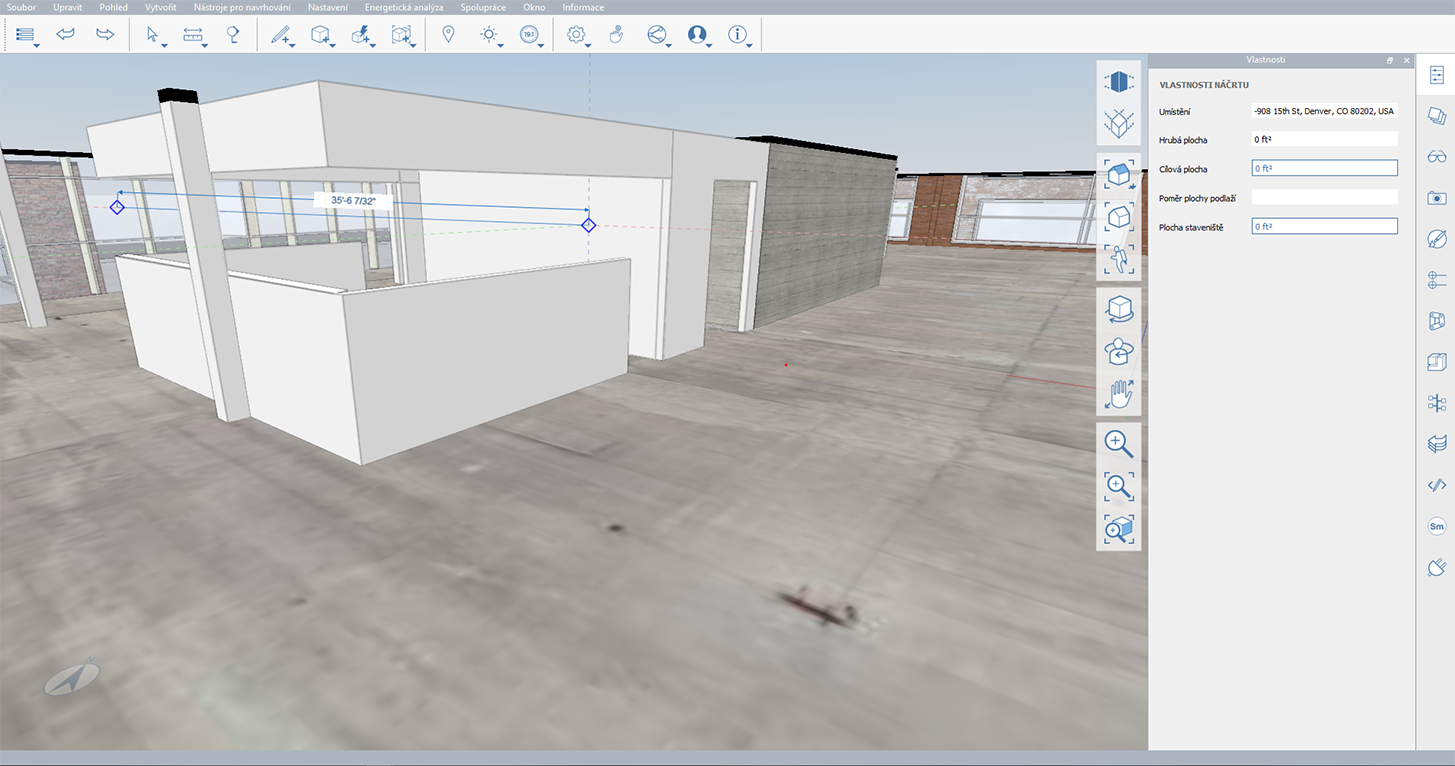 Soubor Upravit Pohled Vytvořit Nástroje pro navrhování Nastavení Energetická analýza Spolupráce Okno Informace
19.1
Vlastnosti
VLASTNOSTI NÁČRTU
Umístění -908 15th St, Denver, CO 80202, USA
Hrubá plocha 0 ft²
Cílová plocha 0 ft²
Poměr plochy podlaží
Plocha staveniště 0 ft²
35'-6 7/32"
Sm